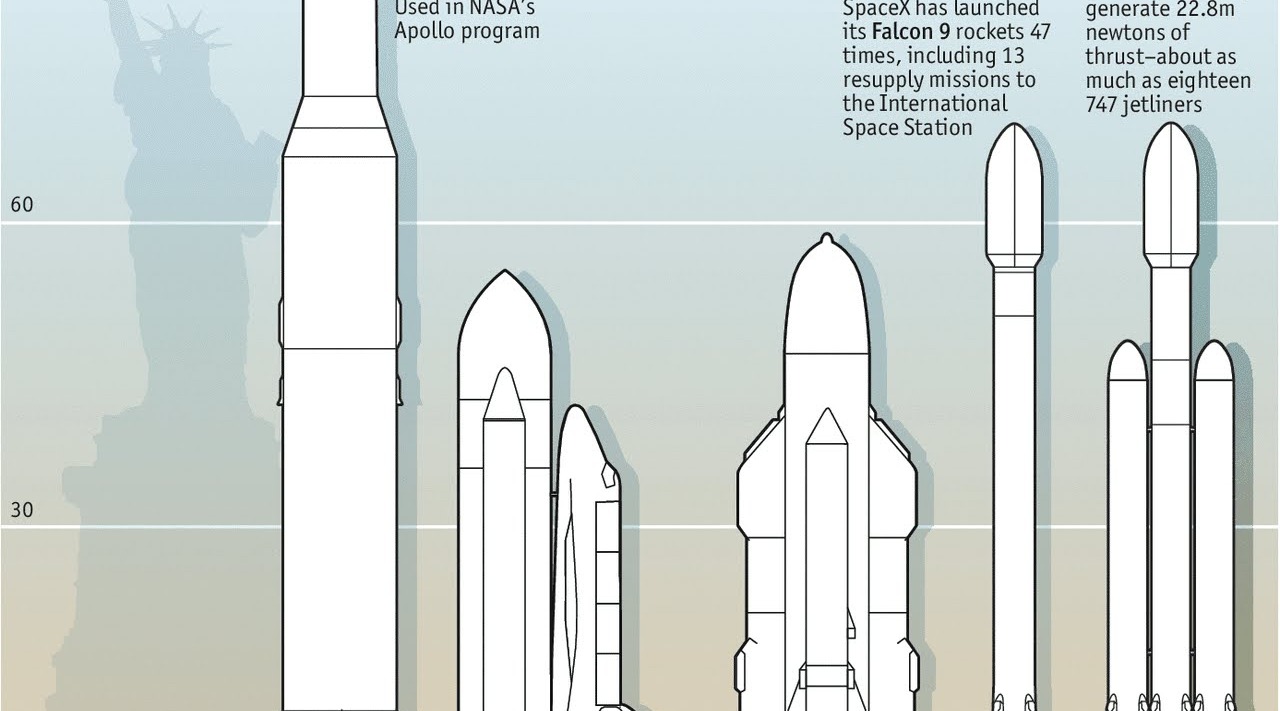 Used in NASA's
Apollo program
SpaceX has launched
its Falcon 9 rockets 47
times, including 13
resupply missions to
the International
Space Station
generate 22.8m
newtons of
thrust–about as
much as eighteen
747 jetliners
60
30